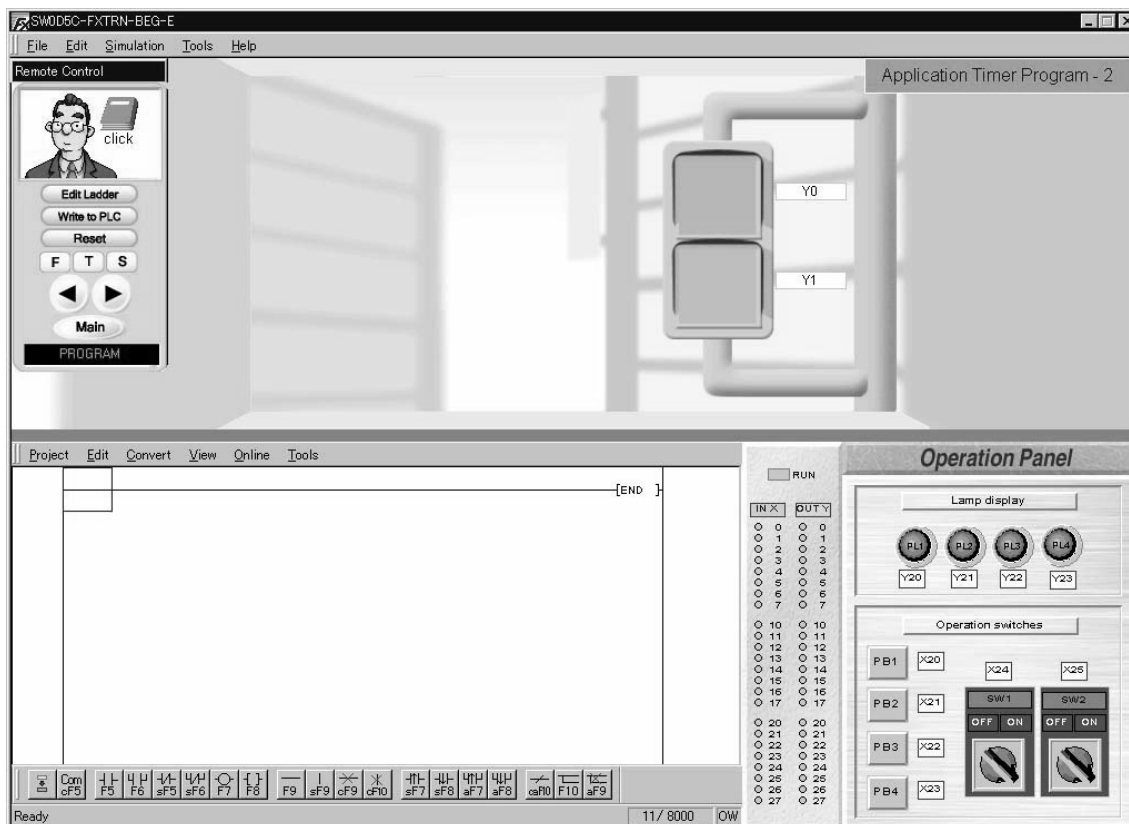 SW0D5C-FXTRN-BEG-E
File Edit Simulation Tools Help
Remote Control
click
Edit Ladder
Write to PLC
Reset
F T S
Main
PROGRAM
Application Timer Program - 2
Y0
Y1
Project Edit Convert View Online Tools
[END ]
RUN
IN X OUT Y
0 0
1 1
2 2
3 3
4 4
5 5
6 6
7 7
10 10
11 11
12 12
13 13
14 14
15 15
16 16
17 17
20 20
21 21
22 22
23 23
24 24
25 25
26 26
27 27
Operation Panel
Lamp display
PL1 PL2 PL3 PL4
Y20 Y21 Y22 Y23
Operation switches
PB1 X20
PB2 X21
PB3 X22
PB4 X23
X24 X25
SW1 SW2
OFF ON OFF ON
Com
cF5 F5 F6 sF5 sF6 F7 F8 F9 sF9 cF9 cF10 sF7 sF8 aF7 aF8 caF10 F10 aF9
Ready 11/ 8000 OW